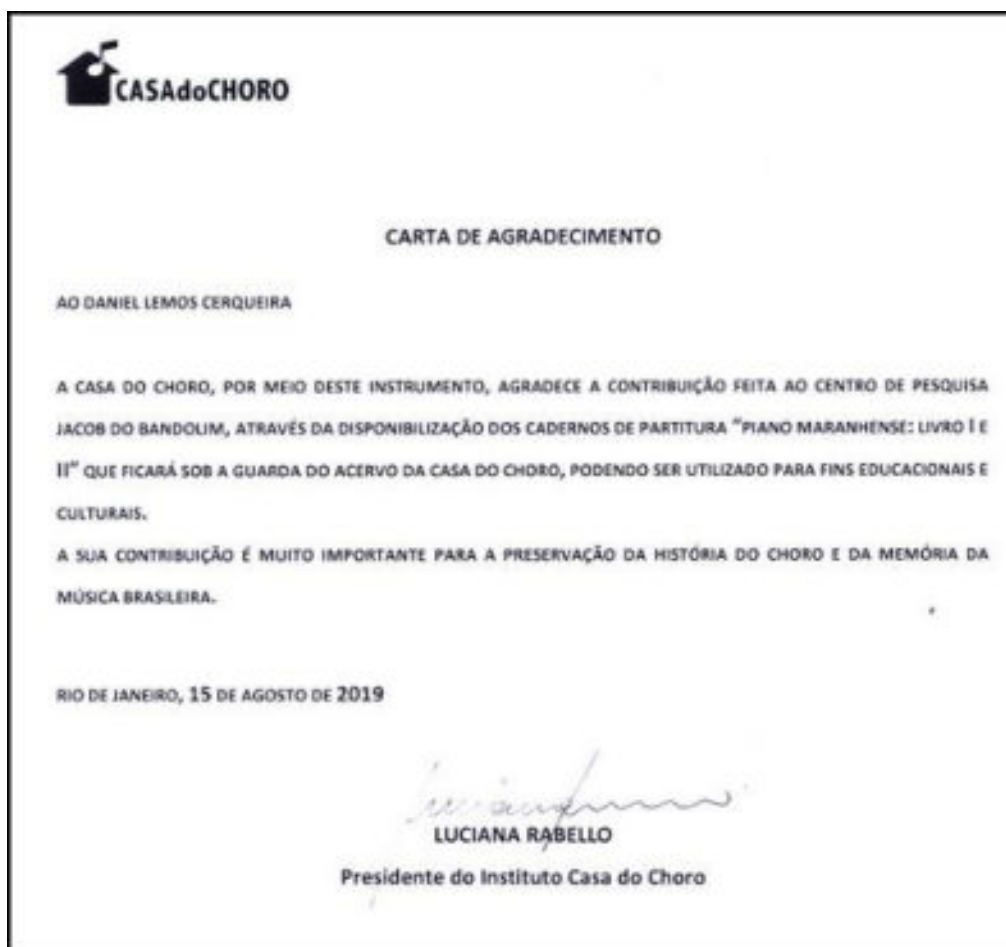 CASAdoCHORO
CARTA DE AGRADECIMENTO
AO DANIEL LEMOS CERQUEIRA
A CASA DO CHORO, POR MEIO DESTE INSTRUMENTO, AGRADECE A CONTRIBUIÇÃO FEITA AO CENTRO DE PESQUISA
JACOB DO BANDOLIM, ATRAVÉS DA DISPONIBILIZAÇÃO DOS CADERNOS DE PARTITURA "PIANO MARANHENSE: LIVRO I E
II" QUE FICARÁ SOB A GUARDA DO ACERVO DA CASA DO CHORO, PODENDO SER UTILIZADO PARA FINS EDUCACIONAIS E
CULTURAIS.
A SUA CONTRIBUIÇÃO É MUITO IMPORTANTE PARA A PRESERVAÇÃO DA HISTÓRIA DO CHORO E DA MEMÓRIA DA
MÚSICA BRASILEIRA.
RIO DE JANEIRO, 15 DE AGOSTO DE 2019
LUCIANA RABELLO
Presidente do Instituto Casa do Choro